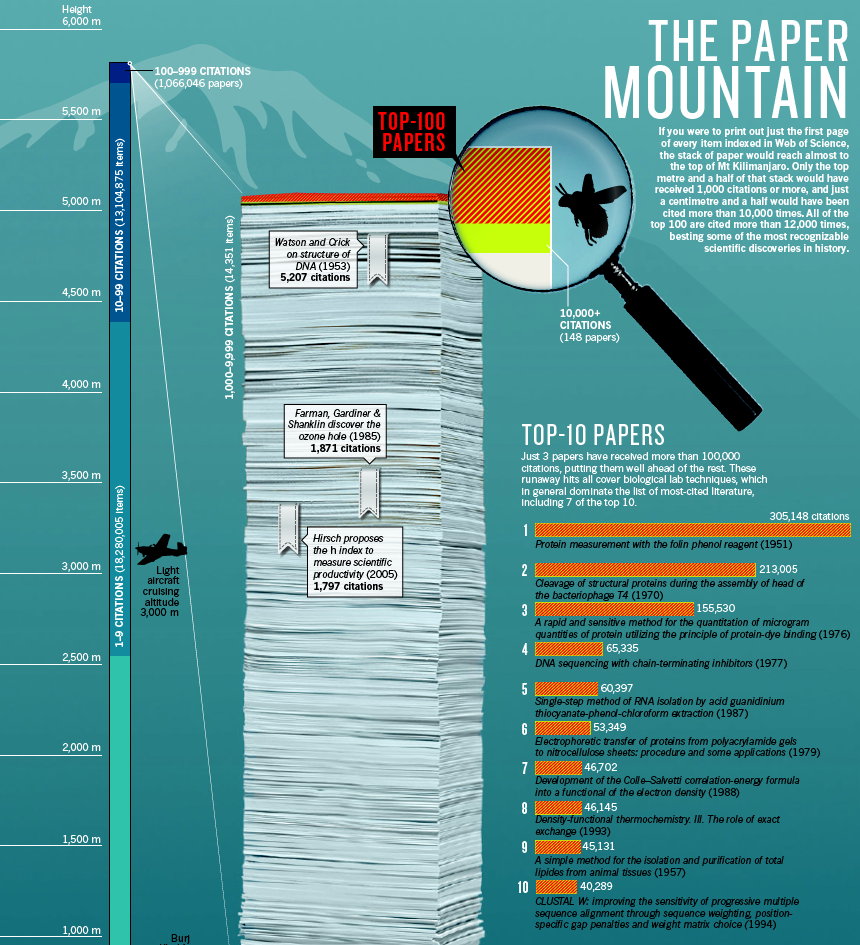 THE PAPER
MOUNTAIN
If you were to print out just the first page
of every item indexed in Web of Science,
the stack of paper would reach almost to
the top of Mt Kilimanjaro. Only the top
metre and a half of that stack would have
received 1,000 citations or more, and just
a centimetre and a half would have been
cited more than 10,000 times. All of the
top 100 are cited more than 12,000 times,
besting some of the most recognizable
scientific discoveries in history.
Height
6,000 m
5,500 m
5,000 m
4,500 m
4,000 m
3,500 m
3,000 m
2,500 m
2,000 m
1,500 m
1,000 m
100–999 CITATIONS
(1,066,046 papers)
10–99 CITATIONS (13,104,875 items)
1–9 CITATIONS (18,280,005 items)
Light
aircraft
cruising
altitude
3,000 m
Burj
1,000–9,999 CITATIONS (14,351 items)
TOP-100
PAPERS
10,000+
CITATIONS
(148 papers)
Watson and Crick
on structure of
DNA (1953)
5,207 citations
Farman, Gardiner &
Shanklin discover the
ozone hole (1985)
1,871 citations
Hirsch proposes
the h index to
measure scientific
productivity (2005)
1,797 citations
TOP-10 PAPERS
Just 3 papers have received more than 100,000
citations, putting them well ahead of the rest. These
runaway hits all cover biological lab techniques, which
in general dominate the list of most-cited literature,
including 7 of the top 10.
305,148 citations
1
Protein measurement with the folin phenol reagent (1951)
2 213,005
Cleavage of structural proteins during the assembly of head of
the bacteriophage T4 (1970)
3 155,530
A rapid and sensitive method for the quantitation of microgram
quantities of protein utilizing the principle of protein-dye binding (1976)
4 65,335
DNA sequencing with chain-terminating inhibitors (1977)
5 60,397
Single-step method of RNA isolation by acid guanidinium
thiocyanate-phenol-chloroform extraction (1987)
6 53,349
Electrophoretic transfer of proteins from polyacrylamide gels
to nitrocellulose sheets: procedure and some applications (1979)
7 46,702
Development of the Colle–Salvetti correlation-energy formula
into a functional of the electron density (1988)
8 46,145
Density-functional thermochemistry. III. The role of exact
exchange (1993)
9 45,131
A simple method for the isolation and purification of total
lipides from animal tissues (1957)
10 40,289
CLUSTAL W: improving the sensitivity of progressive multiple
sequence alignment through sequence weighting, position-
specific gap penalties and weight matrix choice (1994)